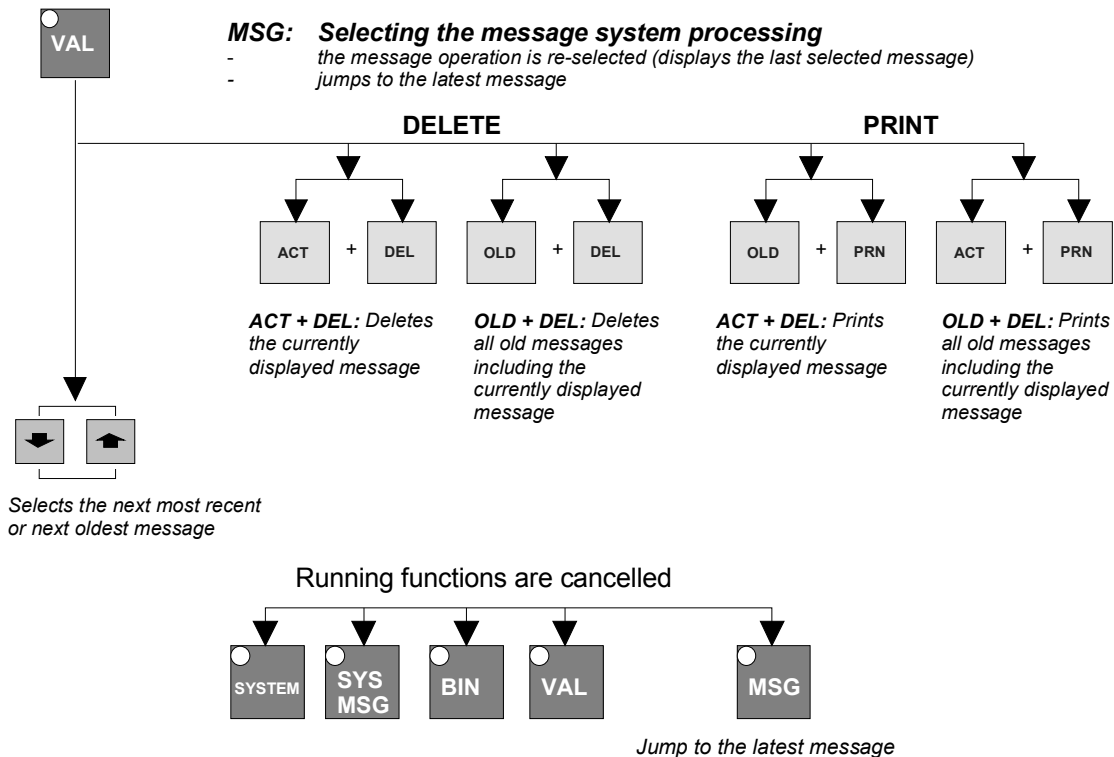 VAL
MSG: Selecting the message system processing
- the message operation is re-selected (displays the last selected message)
- jumps to the latest message
DELETE
PRINT
ACT + DEL
OLD + DEL
OLD + PRN
ACT + PRN
ACT + DEL: Deletes
the currently
displayed message
OLD + DEL: Deletes
all old messages
including the
currently displayed
message
ACT + DEL: Prints
the currently
displayed message
OLD + DEL: Prints
all old messages
including the
currently displayed
message
Selects the next most recent
or next oldest message
Running functions are cancelled
SYSTEM
SYS
MSG
BIN
VAL
MSG
Jump to the latest message